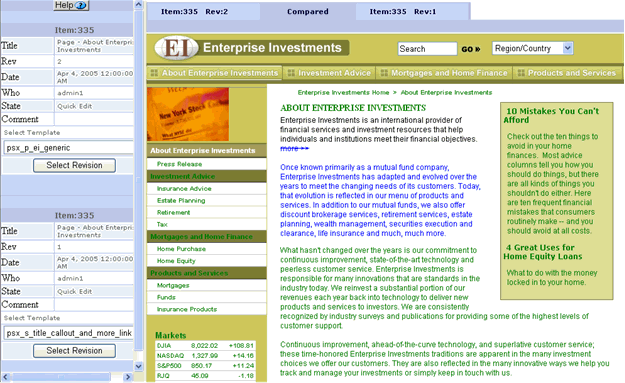 Help ?
Item:335
Title Page - About Enterpri
Investments
Rev 2
Date Apr 4, 2005 12:00:00
AM
Who admin1
State Quick Edit
Comment
Select Template
psx_p_ei_generic
Select Revision
Item:335
Title Page - About Enterpri
Investments
Rev 1
Date Apr 4, 2005 12:00:00
AM
Who admin1
State Quick Edit
Comment
Select Template
psx_s_title_callout_and_more_link
Select Revision
Item:335 Rev:2 Compared Item:335 Rev:1
EI Enterprise Investments
Search GO » Region/Country
About Enterprise Investments Investment Advice Mortgages and Home Finance Products and Services
Enterprise Investments Home > About Enterprise Investments
New York Stock Exchange
About Enterprise Investments
Press Release
Investment Advice
Insurance Advice
Estate Planning
Retirement
Tax
Mortgages and Home Finance
Home Purchase
Home Equity
Products and Services
Mortgages
Funds
Insurance Products
Markets
DJIA 8,022.02 +108.81
NASDAQ 1,327.99 +14.16
S&P500 850.17 +11.24
RUQ 46.09 -1.18
ABOUT ENTERPRISE INVESTMENTS
Enterprise Investments is an international provider of
financial services and investment resources that help
individuals and institutions meet their financial objectives.
more >>
Once known primarily as a mutual fund company,
Enterprise Investments has adapted and evolved over the
years to meet the changing needs of its customers. Today,
that evolution is reflected in our menu of products and
services. In addition to our mutual funds, we also offer
discount brokerage services, retirement services, estate
planning, wealth management, securities execution and
clearance, life insurance and much, much more.
What hasn't changed over the years is our commitment to
continuous improvement, state-of-the-art technology and
peerless customer service. Enterprise Investments is
responsible for many innovations that are standards in the
industry today. We reinvest a substantial portion of our
revenues each year back into technology to deliver new
products and services to investors. We are consistently
recognized by industry surveys and publications for providing some of the highest levels of
customer support.
Continuous improvement, ahead-of-the-curve technology, and superlative customer service;
these time-honored Enterprise Investments traditions are apparent in the many investment
choices we offer our customers. They are also reflected in the many innovative ways we help you
track and manage your investments or simply keep in touch with us.
10 Mistakes You Can't
Afford
Check out the ten things to
avoid in your home
finances. Most advice
columns tell you how you
should do things, but there
are all kinds of things you
shouldn't do either. Here
are ten frequent financial
mistakes that consumers
routinely make -- and you
should avoid at all costs.
4 Great Uses for
Home Equity Loans
What to do with the money
locked in to your home.